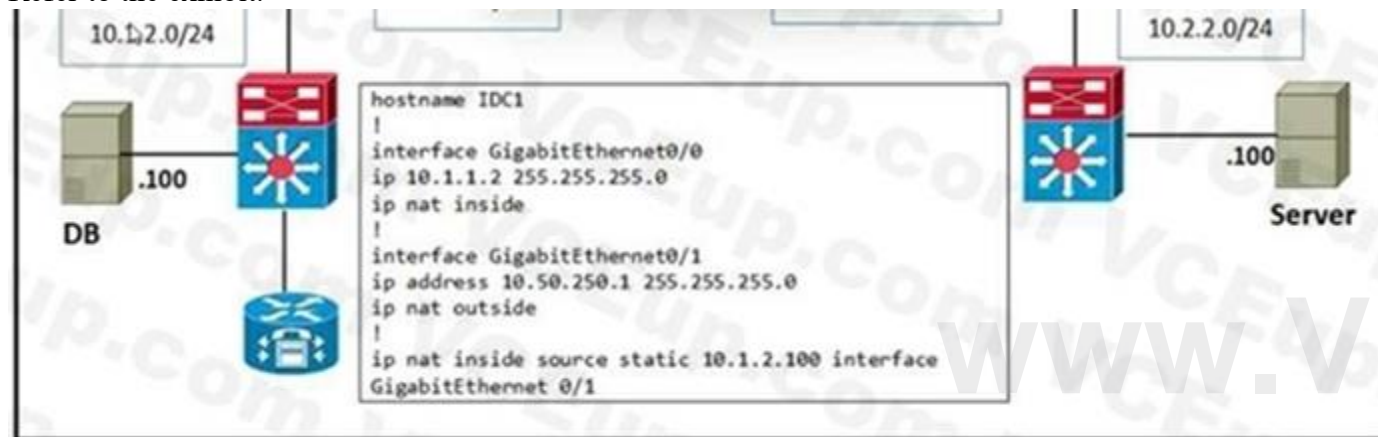 10.1.2.0/24
10.2.2.0/24
hostname IDC1
!
interface GigabitEthernet0/0
ip 10.1.1.2 255.255.255.0
ip nat inside
!
interface GigabitEthernet0/1
ip address 10.50.250.1 255.255.255.0
ip nat outside
!
ip nat inside source static 10.1.2.100 interface
GigabitEthernet 0/1
.100
DB
.100
Server
www.V
VCEup.com